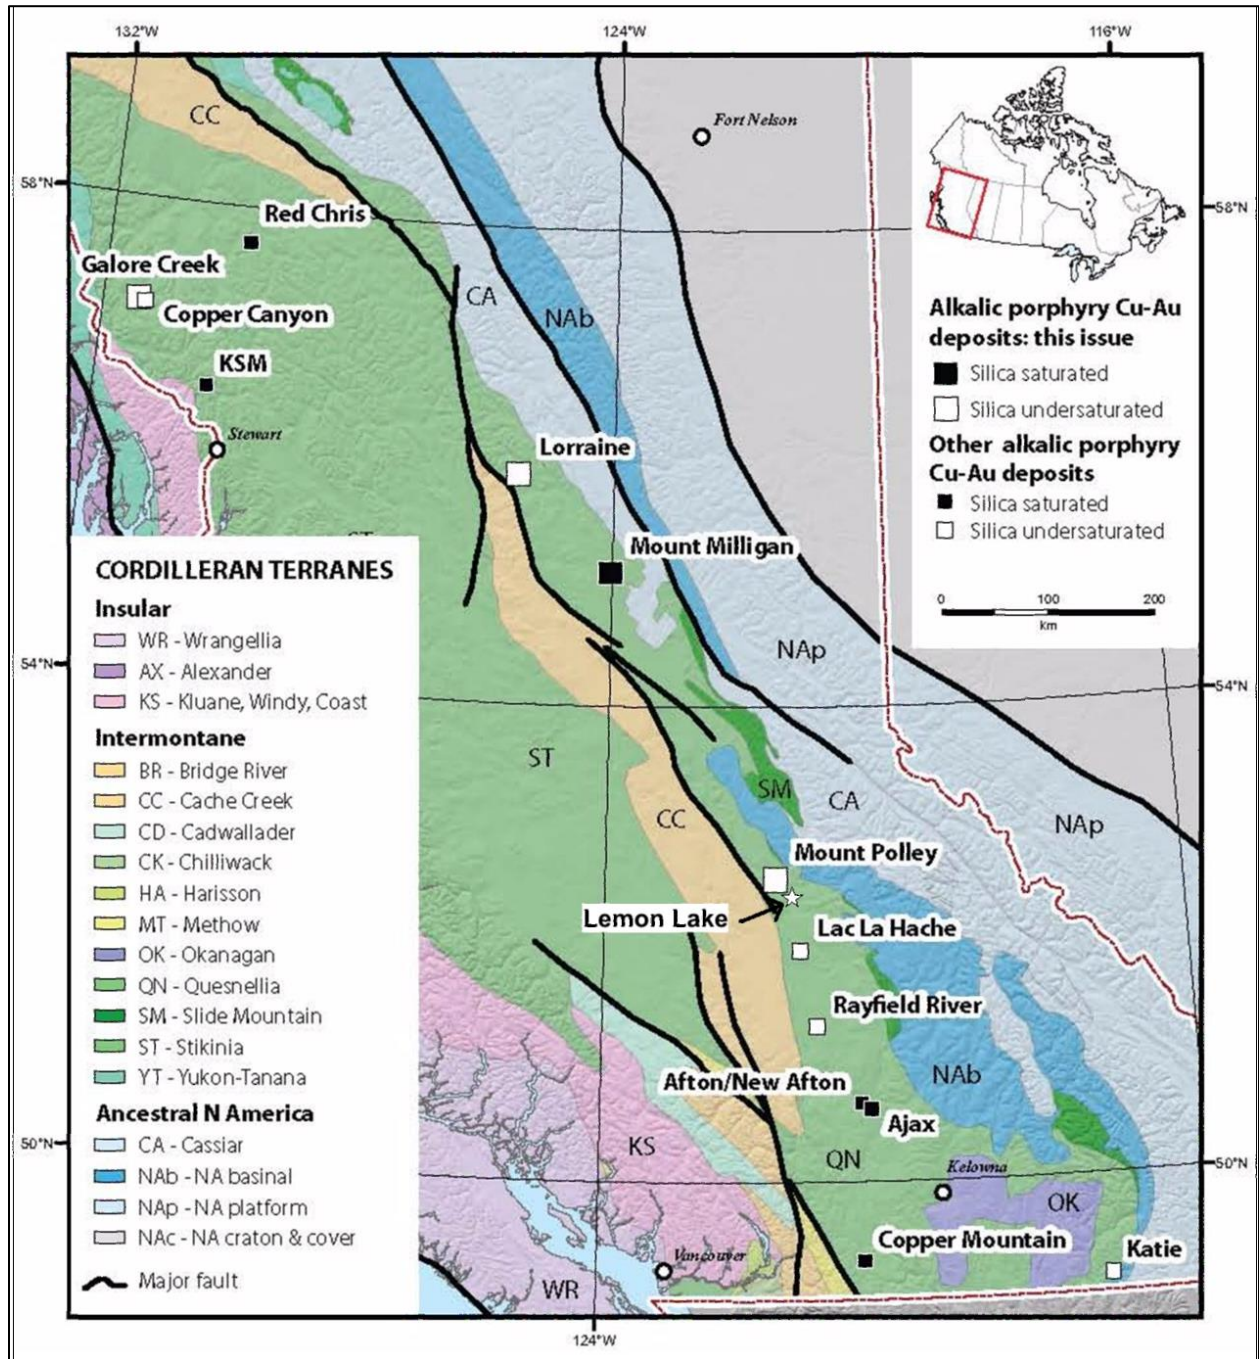 132°W
124°W
116°W
58°N
58°N
54°N
54°N
50°N
50°N
124°W
CC
Fort Nelson
Red Chris
Galore Creek
Copper Canyon
KSM
Stewart
CA
NAb
Lorraine
Mount Milligan
NAp
ST
SM
CA
NAp
CC
Mount Polley
Lemon Lake
Lac La Hache
Rayfield River
NAb
Afton/New Afton
Ajax
KS
QN
Kelowna
OK
Copper Mountain
Katie
Vancouver
WR
Alkalic porphyry Cu-Au
deposits: this issue
Silica saturated
Silica undersaturated
Other alkalic porphyry
Cu-Au deposits
Silica saturated
Silica undersaturated
0 100 200
km
CORDILLERAN TERRANES
Insular
WR - Wrangellia
AX - Alexander
KS - Kluane, Windy, Coast
Intermontane
BR - Bridge River
CC - Cache Creek
CD - Cadwallader
CK - Chilliwack
HA - Harisson
MT - Methow
OK - Okanagan
QN - Quesnellia
SM - Slide Mountain
ST - Stikinia
YT - Yukon-Tanana
Ancestral N America
CA - Cassiar
NAb - NA basinal
NAp - NA platform
NAc - NA craton & cover
Major fault